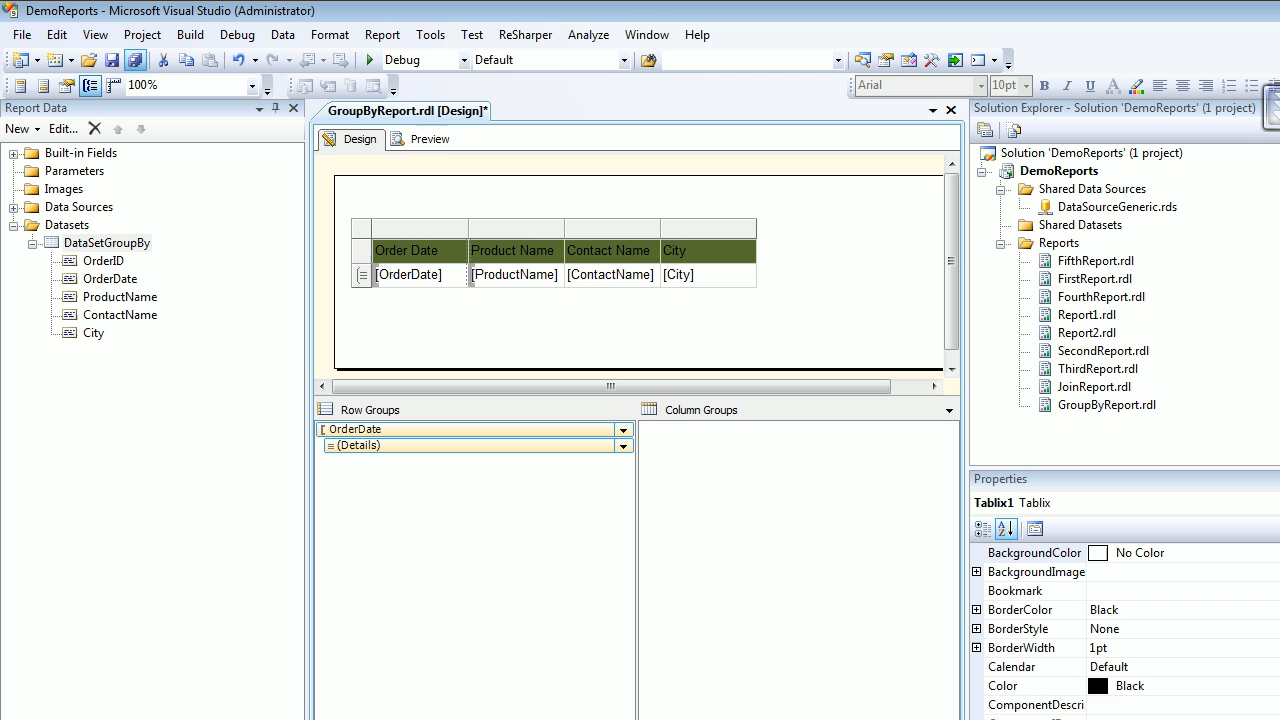 DemoReports - Microsoft Visual Studio (Administrator)
File Edit View Project Build Debug Data Format Report Tools Test ReSharper Analyze Window Help
Debug Default
100% Arial 10pt B I U A
Report Data
New Edit...
Built-in Fields
Parameters
Images
Data Sources
Datasets
DataSetGroupBy
OrderID
OrderDate
ProductName
ContactName
City
GroupByReport.rdl [Design]*
Design Preview
Order Date Product Name Contact Name City
[OrderDate] [ProductName] [ContactName] [City]
Row Groups Column Groups
OrderDate
(Details)
Solution Explorer - Solution 'DemoReports' (1 project)
Solution 'DemoReports' (1 project)
DemoReports
Shared Data Sources
DataSourceGeneric.rds
Shared Datasets
Reports
FifthReport.rdl
FirstReport.rdl
FourthReport.rdl
Report1.rdl
Report2.rdl
SecondReport.rdl
ThirdReport.rdl
JoinReport.rdl
GroupByReport.rdl
Properties
Tablix1 Tablix
BackgroundColor No Color
BackgroundImage
Bookmark
BorderColor Black
BorderStyle None
BorderWidth 1pt
Calendar Default
Color Black
ComponentDescri